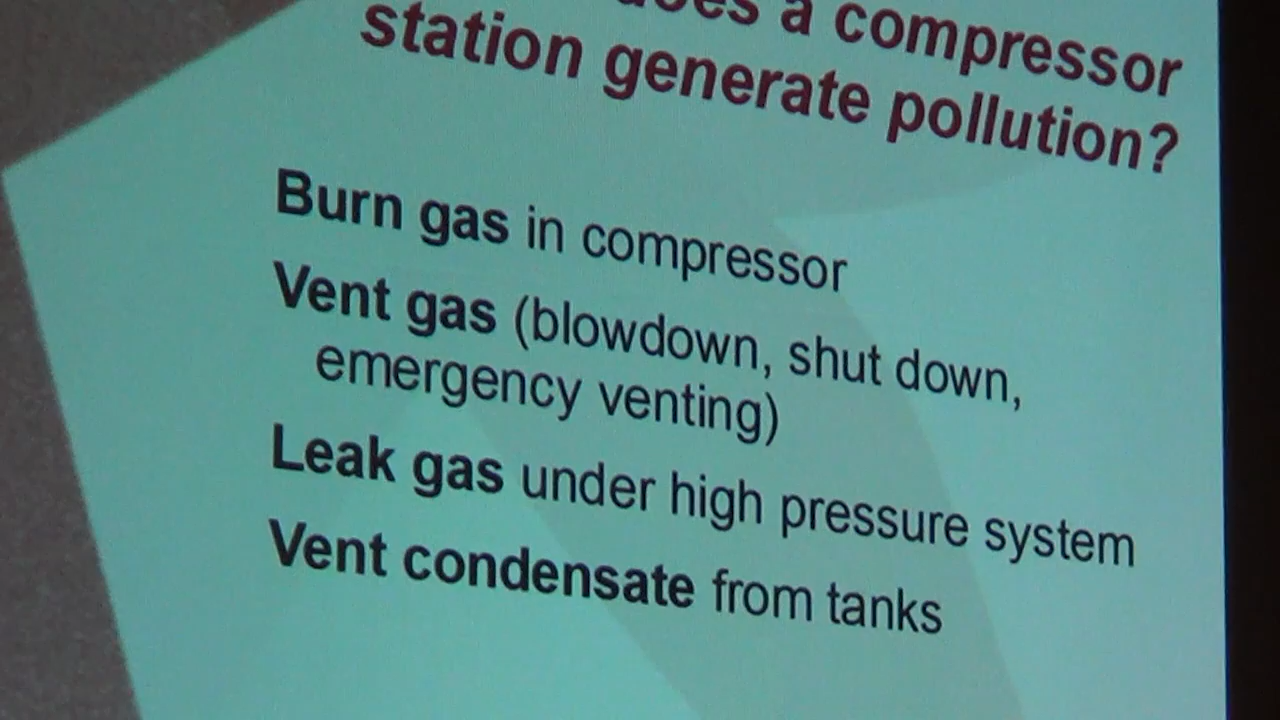 does a compressor
station generate pollution?
Burn gas in compressor
Vent gas (blowdown, shut down,
emergency venting)
Leak gas under high pressure system
Vent condensate from tanks